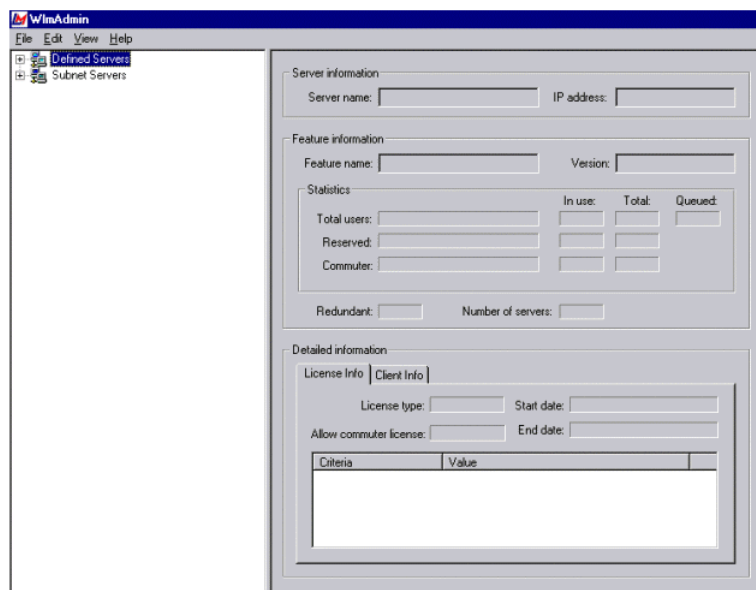 WlmAdmin
File Edit View Help
Defined Servers
Subnet Servers
Server information
Server name: IP address:
Feature information
Feature name: Version:
Statistics
In use: Total: Queued:
Total users:
Reserved:
Commuter:
Redundant: Number of servers:
Detailed information
License Info Client Info
License type: Start date:
Allow commuter license: End date:
Criteria Value